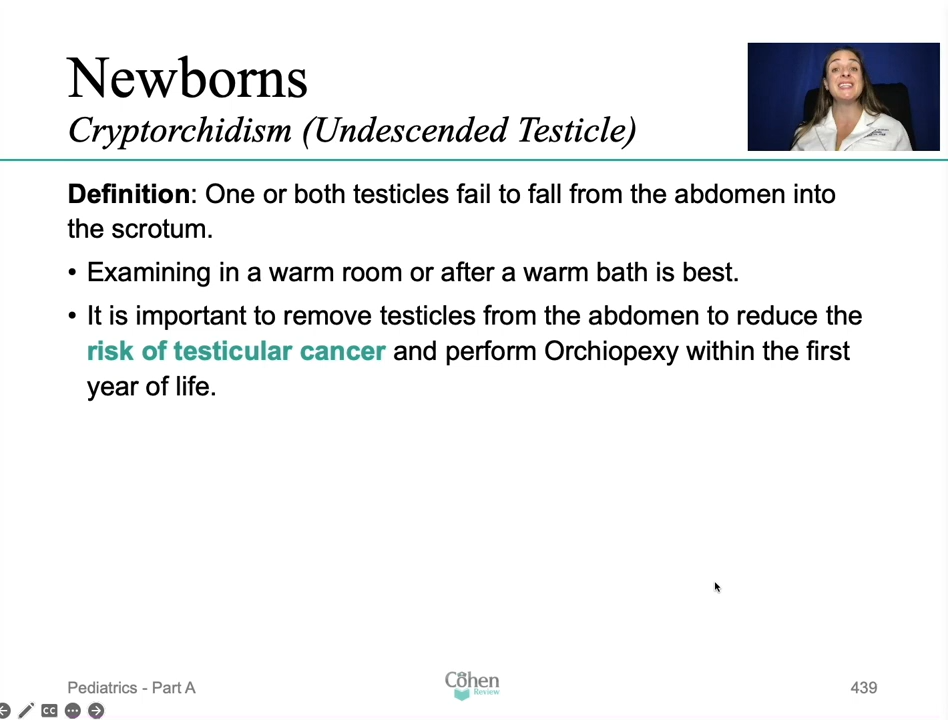 Newborns
Cryptorchidism (Undescended Testicle)
Definition: One or both testicles fail to fall from the abdomen into
the scrotum.
• Examining in a warm room or after a warm bath is best.
• It is important to remove testicles from the abdomen to reduce the
risk of testicular cancer and perform Orchiopexy within the first
year of life.
Pediatrics - Part A
Cohen
Review
439
CC